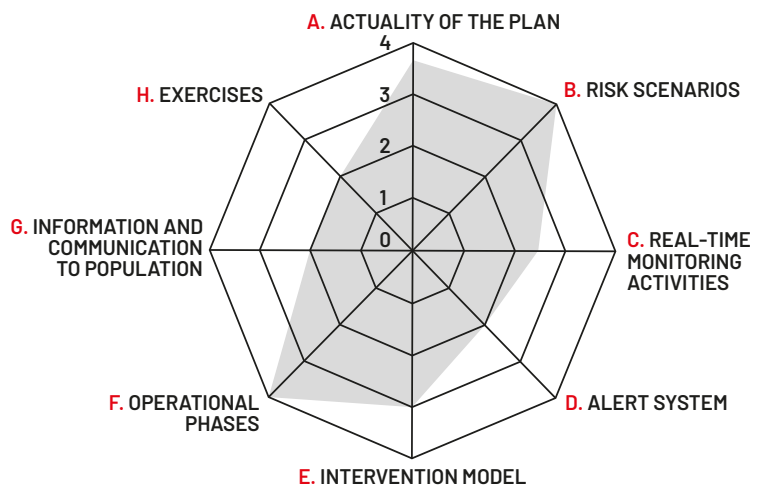 A. ACTUALITY OF THE PLAN
4
H. EXERCISES
B. RISK SCENARIOS
3
2
1
0
G. INFORMATION AND
COMMUNICATION
TO POPULATION
C. REAL-TIME
MONITORING
ACTIVITIES
F. OPERATIONAL
PHASES
D. ALERT SYSTEM
E. INTERVENTION MODEL